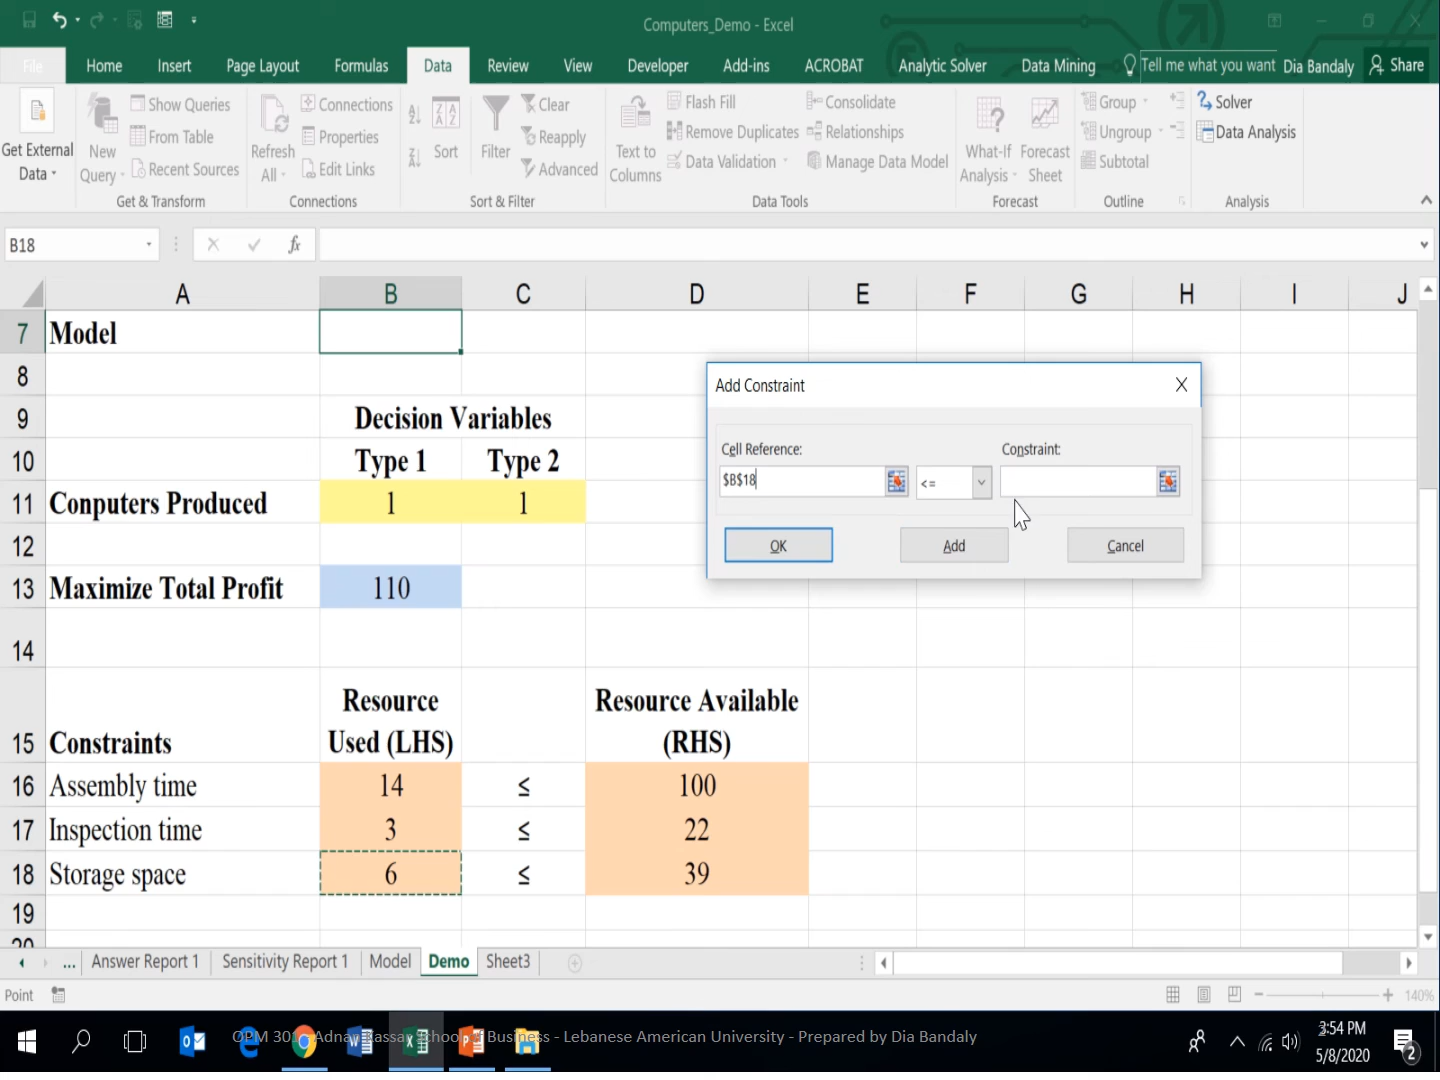 Computers_Demo - Excel
File Home Insert Page Layout Formulas Data Review View Developer Add-ins ACROBAT Analytic Solver Data Mining Tell me what you want Dia Bandaly Share
Get External
Data
New
Query
Show Queries
From Table
Recent Sources
Get & Transform
Refresh
All
Connections
Properties
Edit Links
Connections
Sort
Filter
Clear
Reapply
Advanced
Sort & Filter
Text to
Columns
Flash Fill
Remove Duplicates
Data Validation
Consolidate
Relationships
Manage Data Model
Data Tools
What-If
Analysis
Forecast
Sheet
Forecast
Group
Ungroup
Subtotal
Outline
Solver
Data Analysis
Analysis
B18 fx
A B C D E F G H I J
7 Model
8
9 Decision Variables
10 Type 1 Type 2
11 Conputers Produced 1 1
12
13 Maximize Total Profit 110
14
Resource Resource Available
15 Constraints Used (LHS) (RHS)
16 Assembly time 14 ≤ 100
17 Inspection time 3 ≤ 22
18 Storage space 6 ≤ 39
19
20
Add Constraint
Cell Reference: Constraint:
$B$18 <=
OK Add Cancel
... Answer Report 1 Sensitivity Report 1 Model Demo Sheet3
Point 140%
Business - Lebanese American University - Prepared by Dia Bandaly
3:54 PM
5/8/2020
2